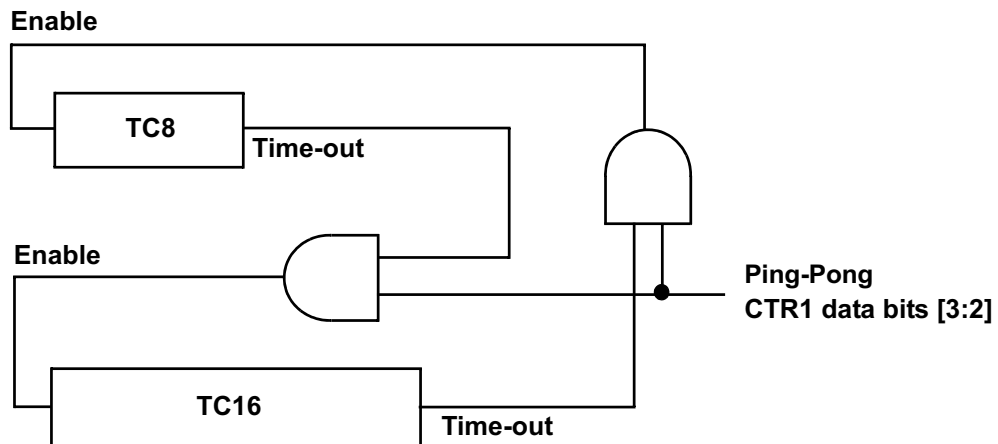 Enable
TC8
Time-out
Enable
Ping-Pong
CTR1 data bits [3:2]
TC16
Time-out